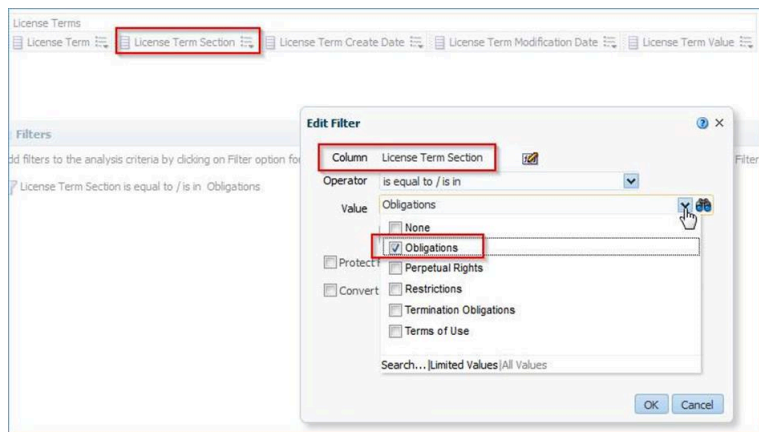 License Terms
License Term License Term Section License Term Create Date License Term Modification Date License Term Value
Edit Filter
Filters
dd filters to the analysis criteria by clicking on Filter option for
Filter
Column License Term Section
Operator is equal to / is in
License Term Section is equal to / is in Obligations
Value Obligations
None
Obligations
Protect
Perpetual Rights
Convert
Restrictions
Termination Obligations
Terms of Use
Search...|Limited Values|All Values
OK Cancel